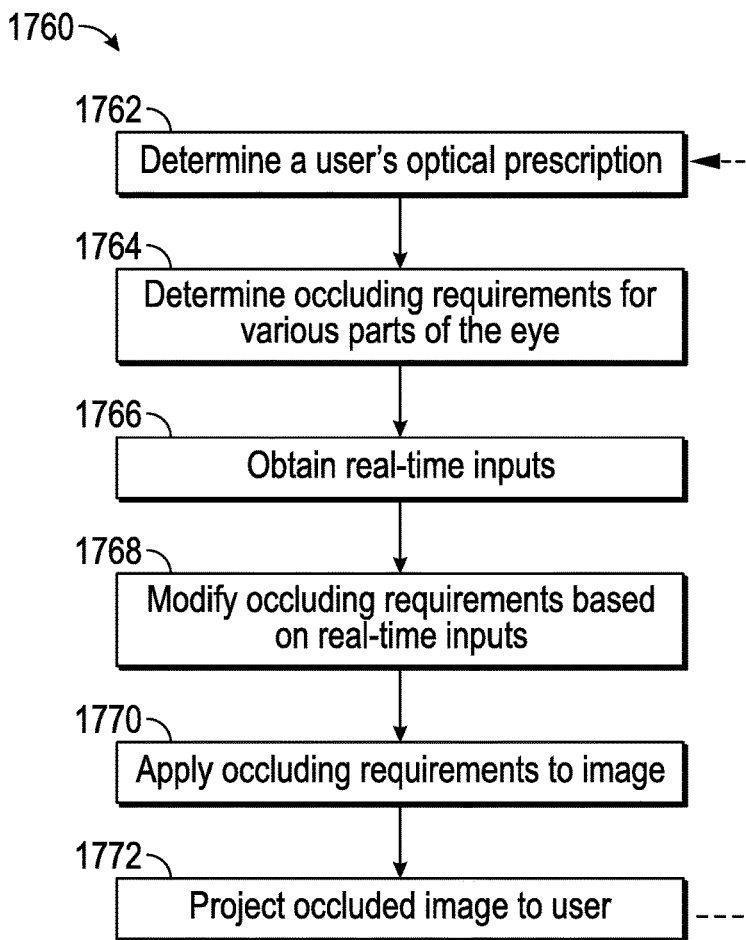 1760
1762
Determine a user's optical prescription
1764
Determine occluding requirements for
various parts of the eye
1766
Obtain real-time inputs
1768
Modify occluding requirements based
on real-time inputs
1770
Apply occluding requirements to image
1772
Project occluded image to user